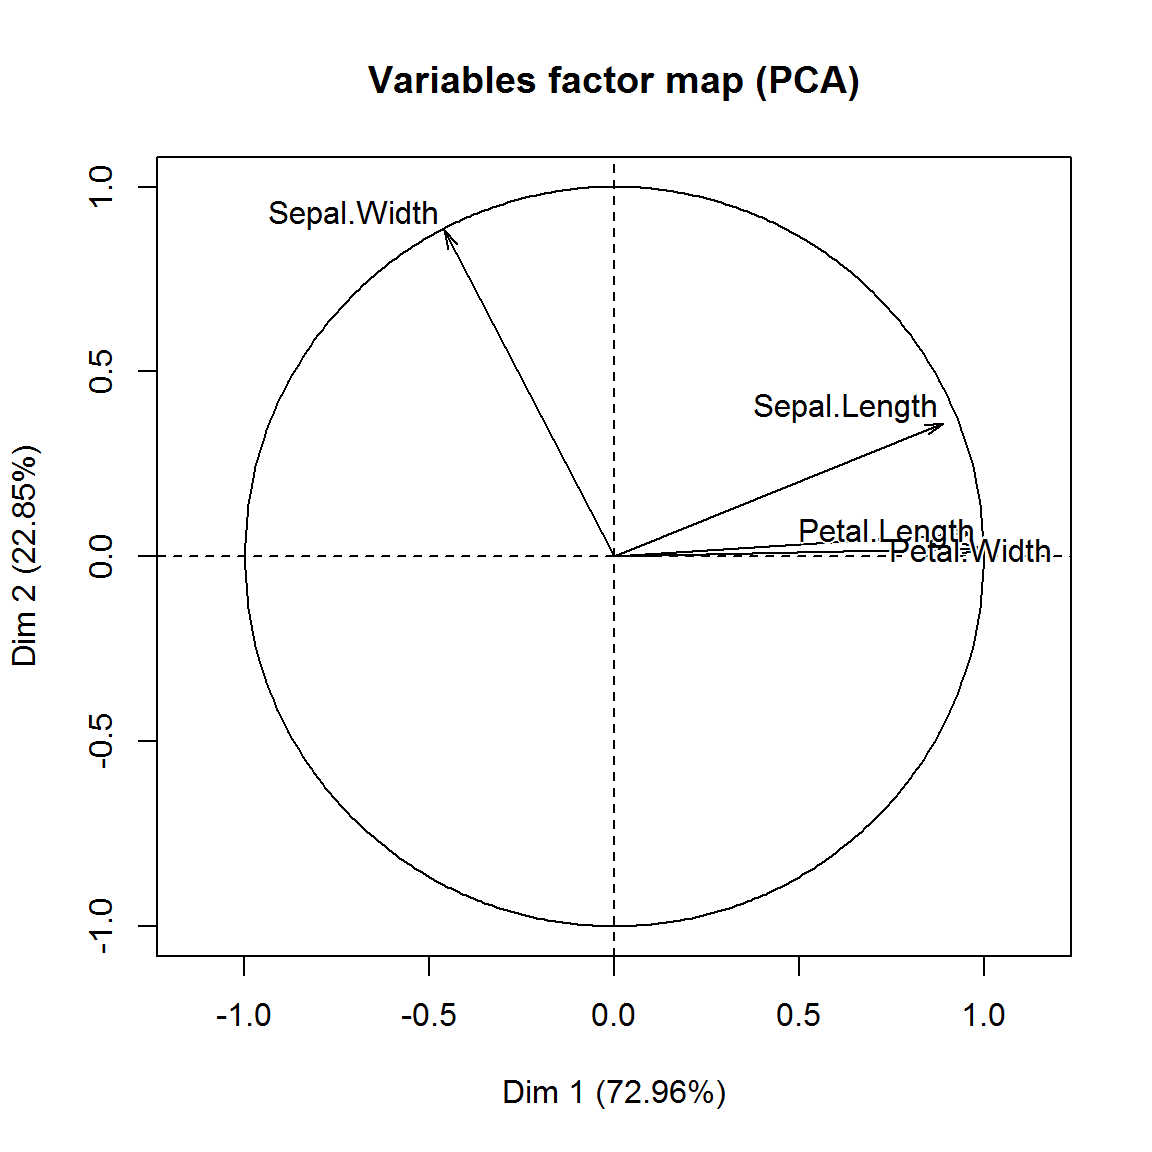 Variables factor map (PCA)
1.0
0.5
0.0
-0.5
-1.0
Dim 2 (22.85%)
Sepal.Width
Sepal.Length
Petal.Length
Petal.Width
-1.0
-0.5
0.0
0.5
1.0
Dim 1 (72.96%)